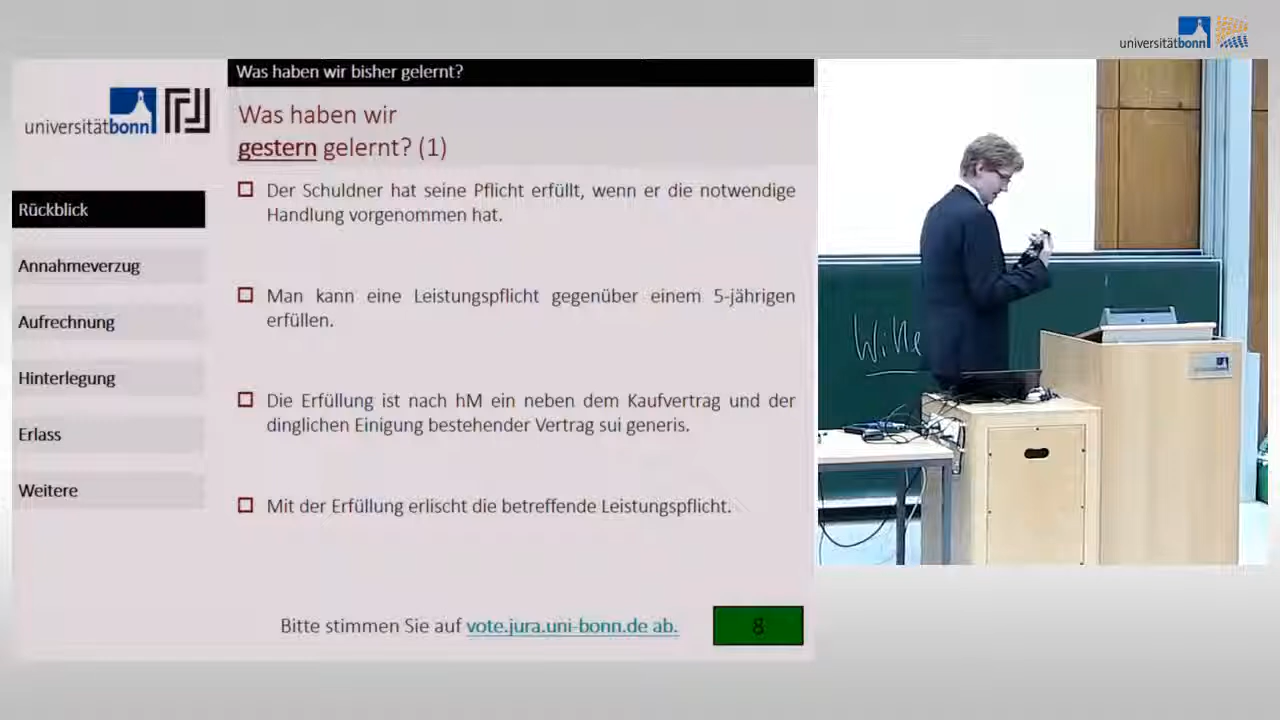 universitätbonn
Was haben wir bisher gelernt?
universitätbonn
Was haben wir
gestern gelernt? (1)
Rückblick
Annahmeverzug
Aufrechnung
Hinterlegung
Erlass
Weitere
Der Schuldner hat seine Pflicht erfüllt, wenn er die notwendige
Handlung vorgenommen hat.
Man kann eine Leistungspflicht gegenüber einem 5-jährigen
erfüllen.
Die Erfüllung ist nach hM ein neben dem Kaufvertrag und der
dinglichen Einigung bestehender Vertrag sui generis.
Mit der Erfüllung erlischt die betreffende Leistungspflicht.
Bitte stimmen Sie auf vote.jura.uni-bonn.de ab.
8
Wille